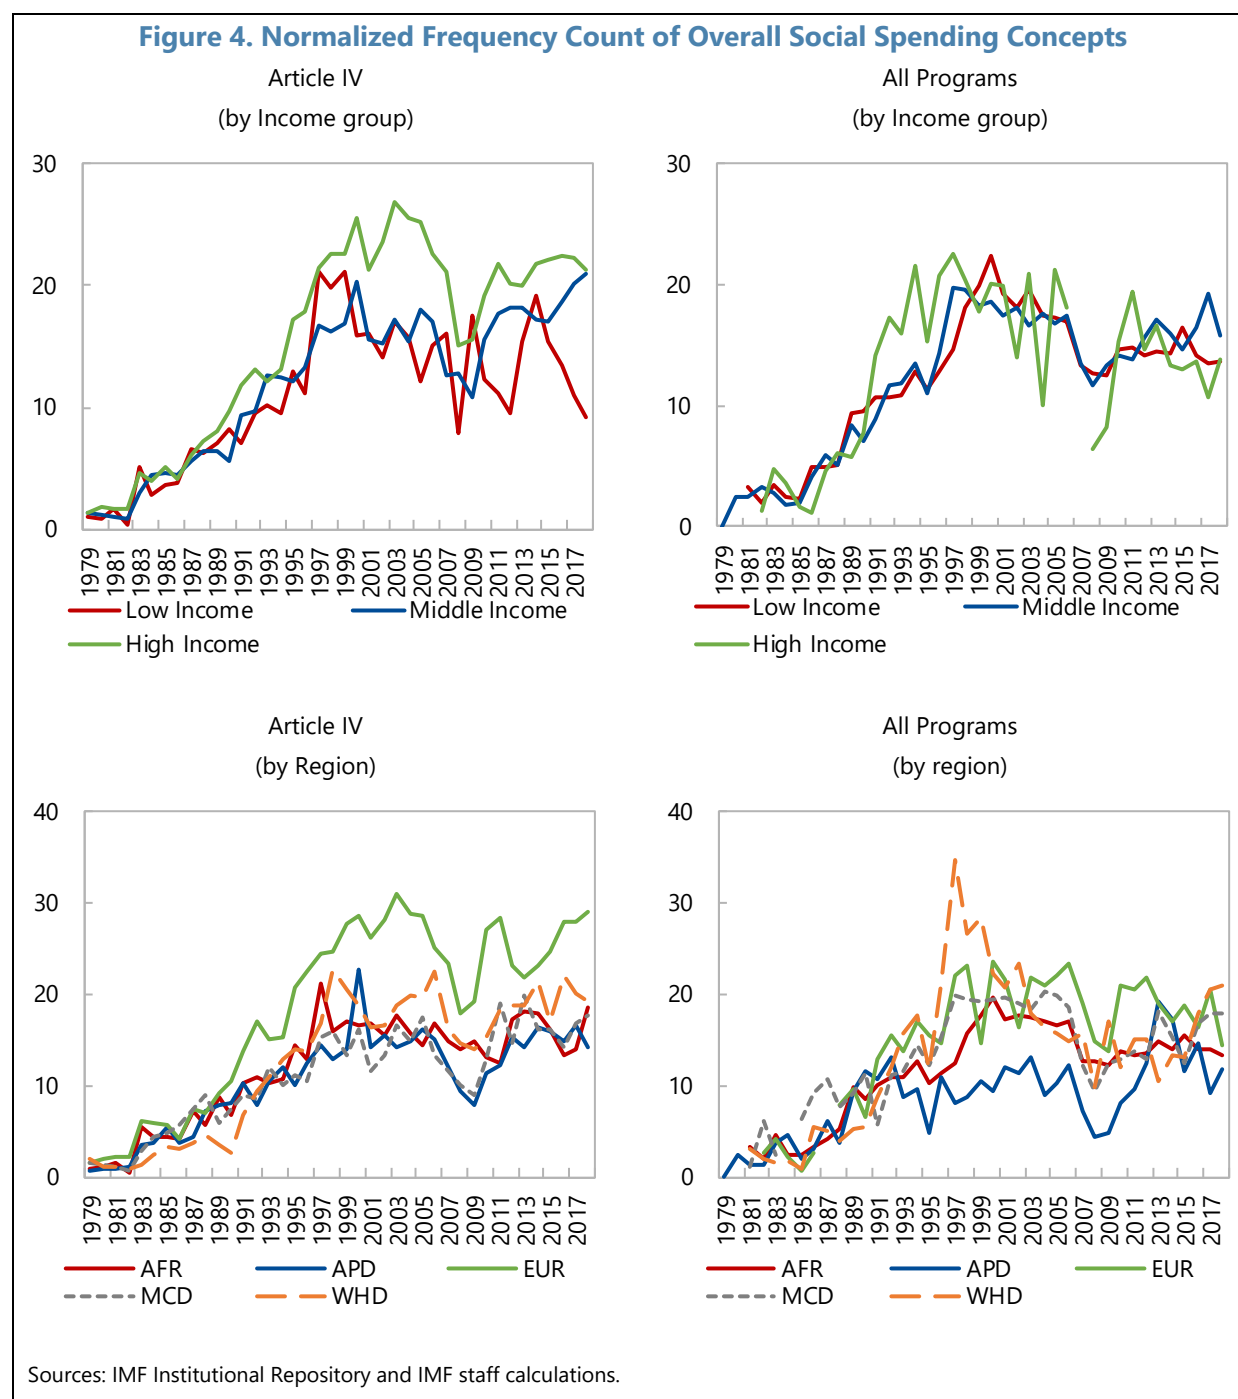 Figure 4. Normalized Frequency Count of Overall Social Spending Concepts
Article IV
(by Income group)
30
20
10
0
1979 1981 1983 1985 1987 1989 1991 1993 1995 1997 1999 2001 2003 2005 2007 2009 2011 2013 2015 2017
Low Income Middle Income
High Income
All Programs
(by Income group)
30
20
10
0
1979 1981 1983 1985 1987 1989 1991 1993 1995 1997 1999 2001 2003 2005 2007 2009 2011 2013 2015 2017
Low Income Middle Income
High Income
Article IV
(by Region)
40
30
20
10
0
1979 1981 1983 1985 1987 1989 1991 1993 1995 1997 1999 2001 2003 2005 2007 2009 2011 2013 2015 2017
AFR APD EUR
MCD WHD
All Programs
(by region)
40
30
20
10
0
1979 1981 1983 1985 1987 1989 1991 1993 1995 1997 1999 2001 2003 2005 2007 2009 2011 2013 2015 2017
AFR APD EUR
MCD WHD
Sources: IMF Institutional Repository and IMF staff calculations.